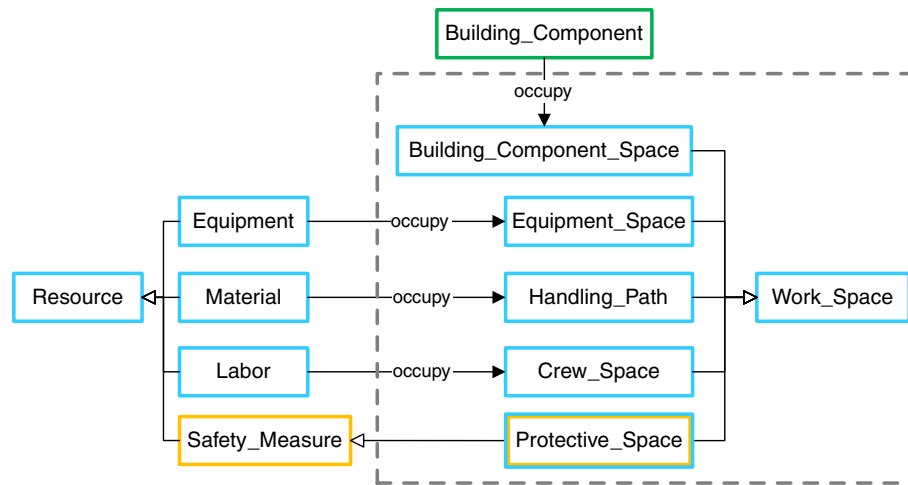 Building_Component
occupy
Building_Component_Space
Equipment
occupy
Equipment_Space
Resource
Material
occupy
Handling_Path
Work_Space
Labor
occupy
Crew_Space
Safety_Measure
Protective_Space